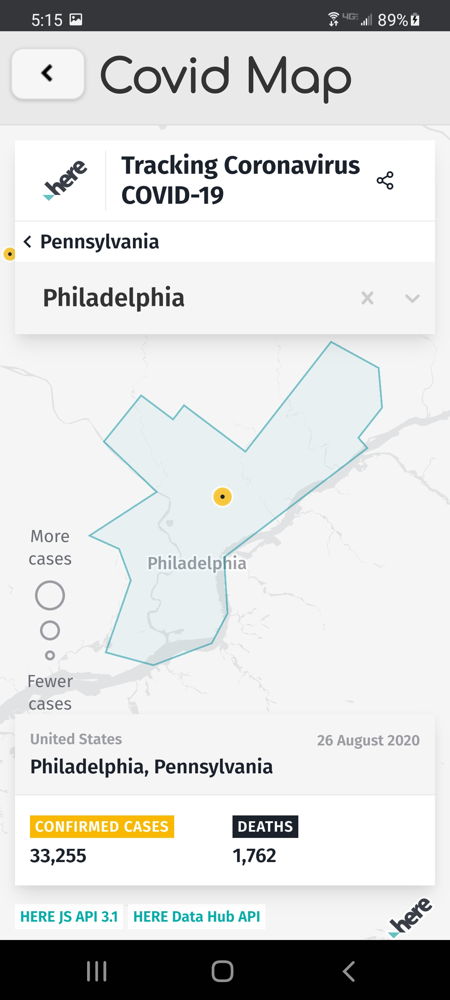 5:15
4G LTE 89%
Covid Map
here
Tracking Coronavirus
COVID-19
Pennsylvania
Philadelphia
More
cases
Philadelphia
Fewer
cases
United States
26 August 2020
Philadelphia, Pennsylvania
CONFIRMED CASES
DEATHS
33,255
1,762
HERE JS API 3.1
HERE Data Hub API
here